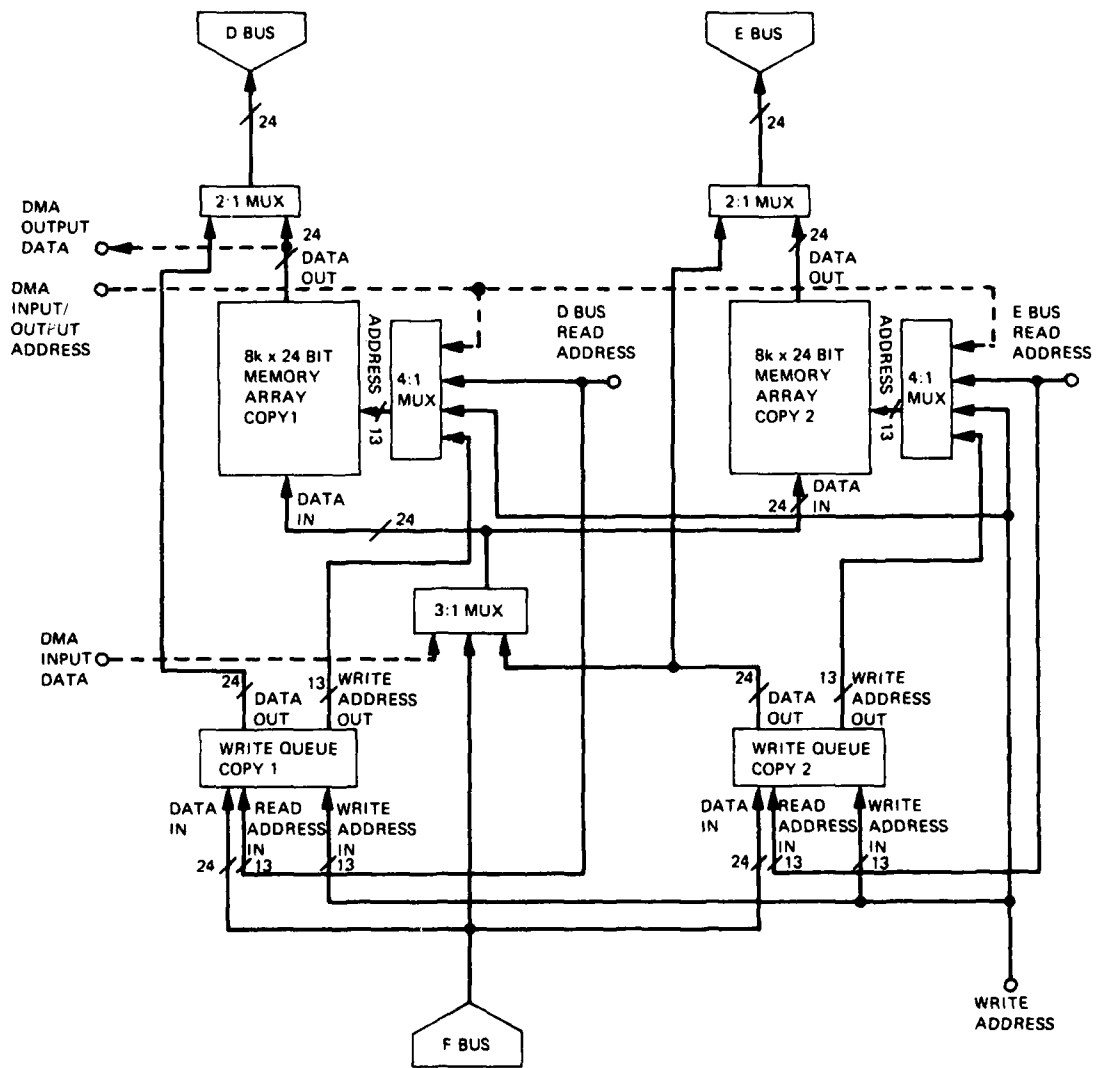 D BUS
E BUS
24
24
2:1 MUX
2:1 MUX
DMA
OUTPUT
DATA
24
DATA
OUT
24
DATA
OUT
DMA
INPUT/
OUTPUT
ADDRESS
D BUS
READ
ADDRESS
E BUS
READ
ADDRESS
8k x 24 BIT
MEMORY
ARRAY
COPY1
ADDRESS
13
4:1
MUX
8k x 24 BIT
MEMORY
ARRAY
COPY 2
ADDRESS
13
4:1
MUX
DATA
IN
24
24
DATA
IN
3:1 MUX
DMA
INPUT
DATA
24
DATA
OUT
13
WRITE
ADDRESS
OUT
24
DATA
OUT
13
WRITE
ADDRESS
OUT
WRITE QUEUE
COPY 1
WRITE QUEUE
COPY 2
DATA
IN
24
READ
ADDRESS
IN
13
WRITE
ADDRESS
IN
13
DATA
IN
24
READ
ADDRESS
IN
13
WRITE
ADDRESS
IN
13
WRITE
ADDRESS
F BUS